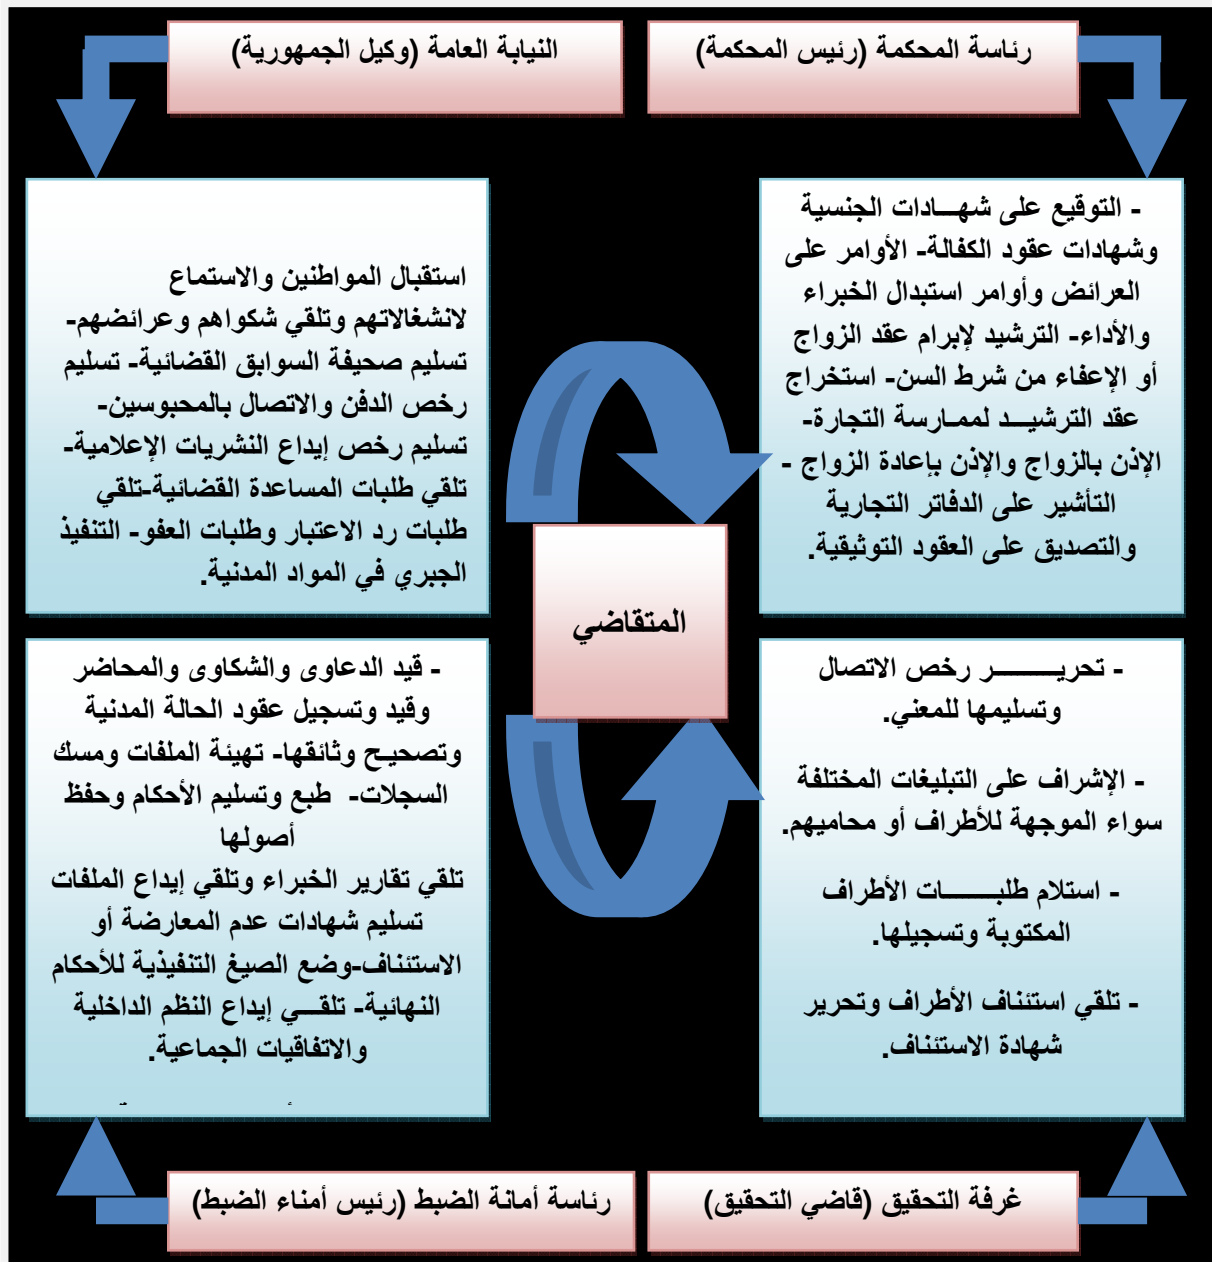 رئاسة المحكمة (رئيس المحكمة)
النيابة العامة (وكيل الجمهورية)
- التوقيع على شهـــادات الجنسية
وشهادات عقود الكفالة- الأوامر على
العرائض وأوامر استبدال الخبراء
والأداء- الترشيد لإبرام عقد الزواج
أو الإعفاء من شرط السن- استخراج
عقد الترشيـــد لممـارسة التجارة-
الإذن بالزواج والإذن بإعادة الزواج -
التأشير على الدفاتر التجارية
والتصديق على العقود التوثيقية.
استقبال المواطنين والاستماع
لانشغالاتهم وتلقي شكواهم وعرائضهم-
تسليم صحيفة السوابق القضائية- تسليم
رخص الدفن والاتصال بالمحبوسين-
تسليم رخص إيداع النشريات الإعلامية-
تلقي طلبات المساعدة القضائية-تلقي
طلبات رد الاعتبار وطلبات العفو- التنفيذ
الجبري في المواد المدنية.
المتقاضي
- تحريـــــــر رخص الاتصال
وتسليمها للمعني.
- الإشراف على التبليغات المختلفة
سواء الموجهة للأطراف أو محاميهم.
- استلام طلبـــــــات الأطراف
المكتوبة وتسجيلها.
- تلقي استئناف الأطراف وتحرير
شهادة الاستئناف.
- قيد الدعاوى والشكاوى والمحاضر
وقيد وتسجيل عقود الحالة المدنية
وتصحيـح وثائقها- تهيئة الملفات ومسك
السجلات- طبع وتسليم الأحكام وحفظ
أصولها
تلقي تقارير الخبراء وتلقي إيداع الملفات
تسليم شهادات عدم المعارضة أو
الاستئناف-وضع الصيغ التنفيذية للأحكام
النهائية- تلقـــي إيداع النظم الداخلية
والاتفاقيات الجماعية.
غرفة التحقيق (قاضي التحقيق)
رئاسة أمانة الضبط (رئيس أمناء الضبط)